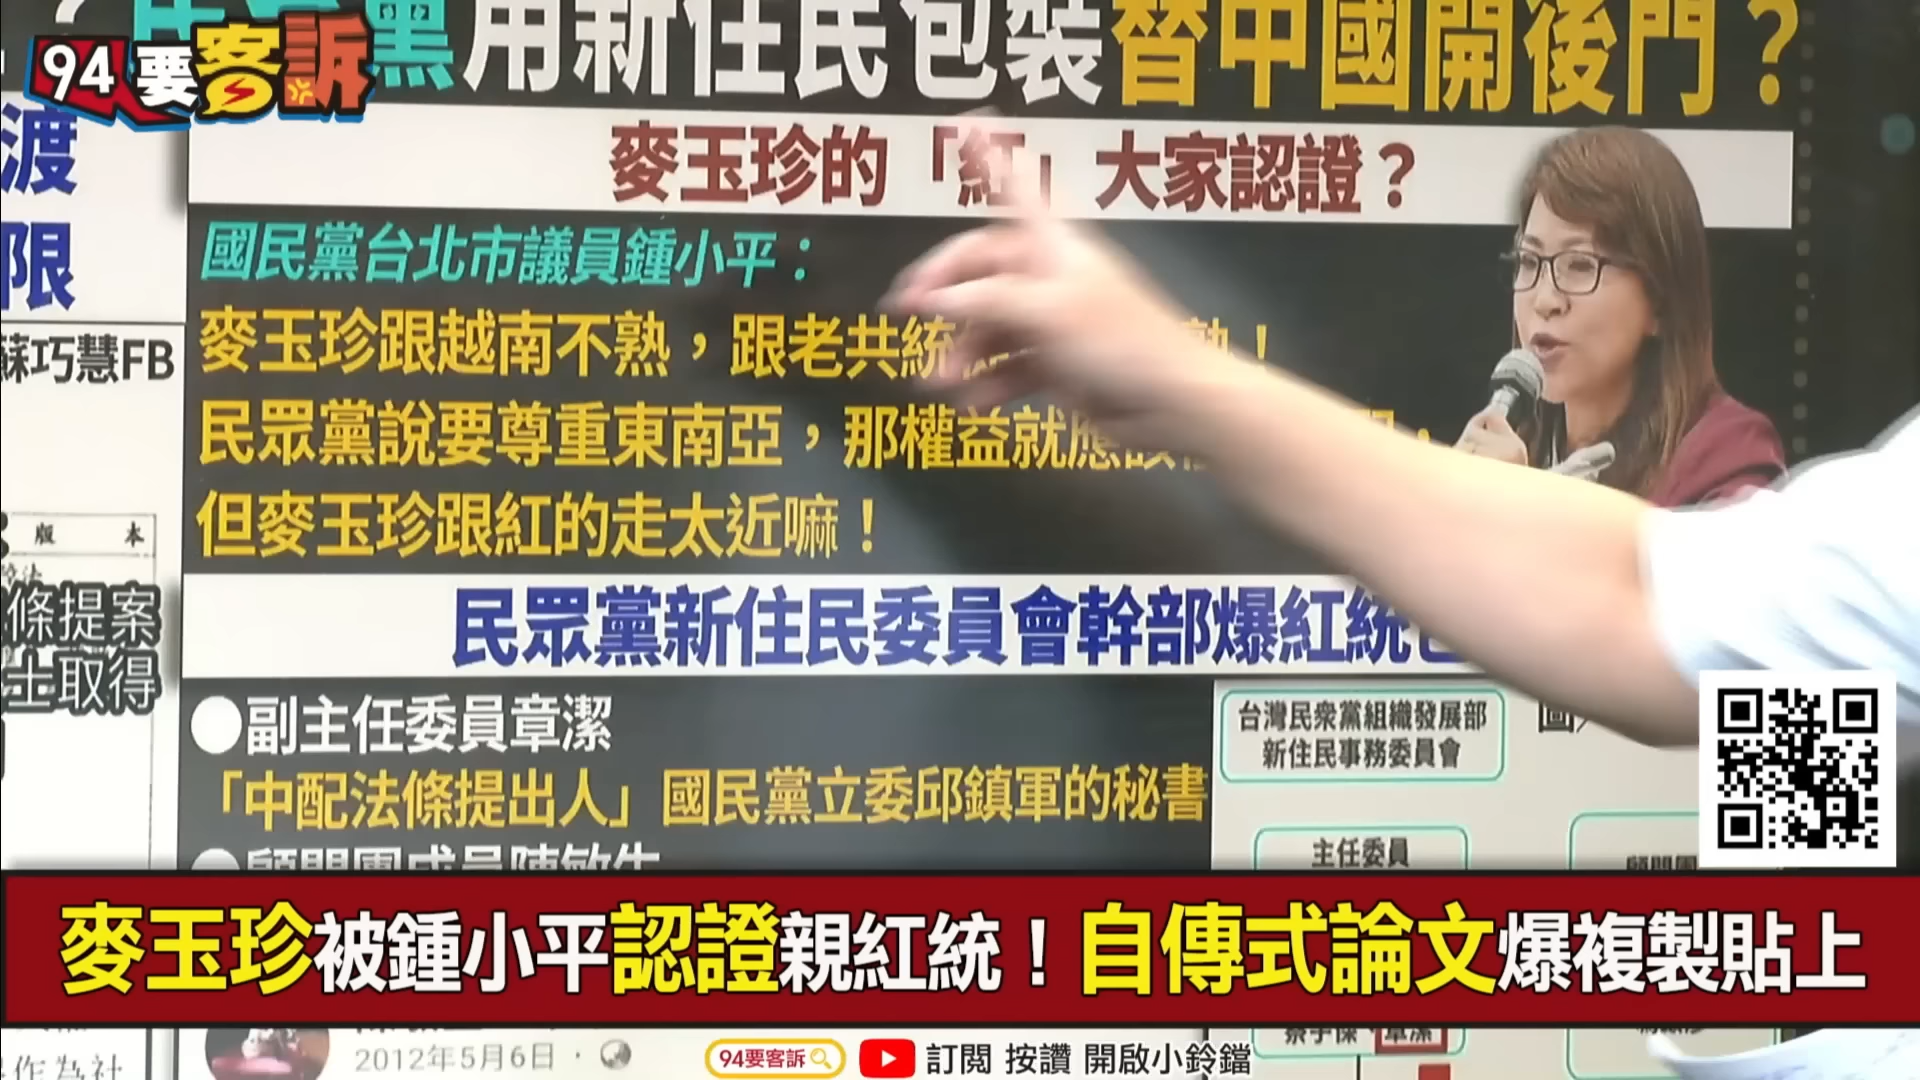 94要客訴
用新住民包裝替中國開後門？
渡
限
蘇巧慧FB
版 本
條提案
士取得
麥玉珍的「紅」大家認證？
國民黨台北市議員鍾小平：
麥玉珍跟越南不熟，跟老共統
民眾黨說要尊重東南亞，那權益就應該
但麥玉珍跟紅的走太近嘛！
民眾黨新住民委員會幹部爆紅統
●副主任委員章潔
「中配法條提出人」國民黨立委邱鎮軍的秘書
台灣民衆黨組織發展部
新住民事務委員會
主任委員
麥玉珍被鍾小平認證親紅統！自傳式論文爆複製貼上
2012年5月6日
章潔
作為社
94要客訴
訂閱 按讚 開啟小鈴鐺